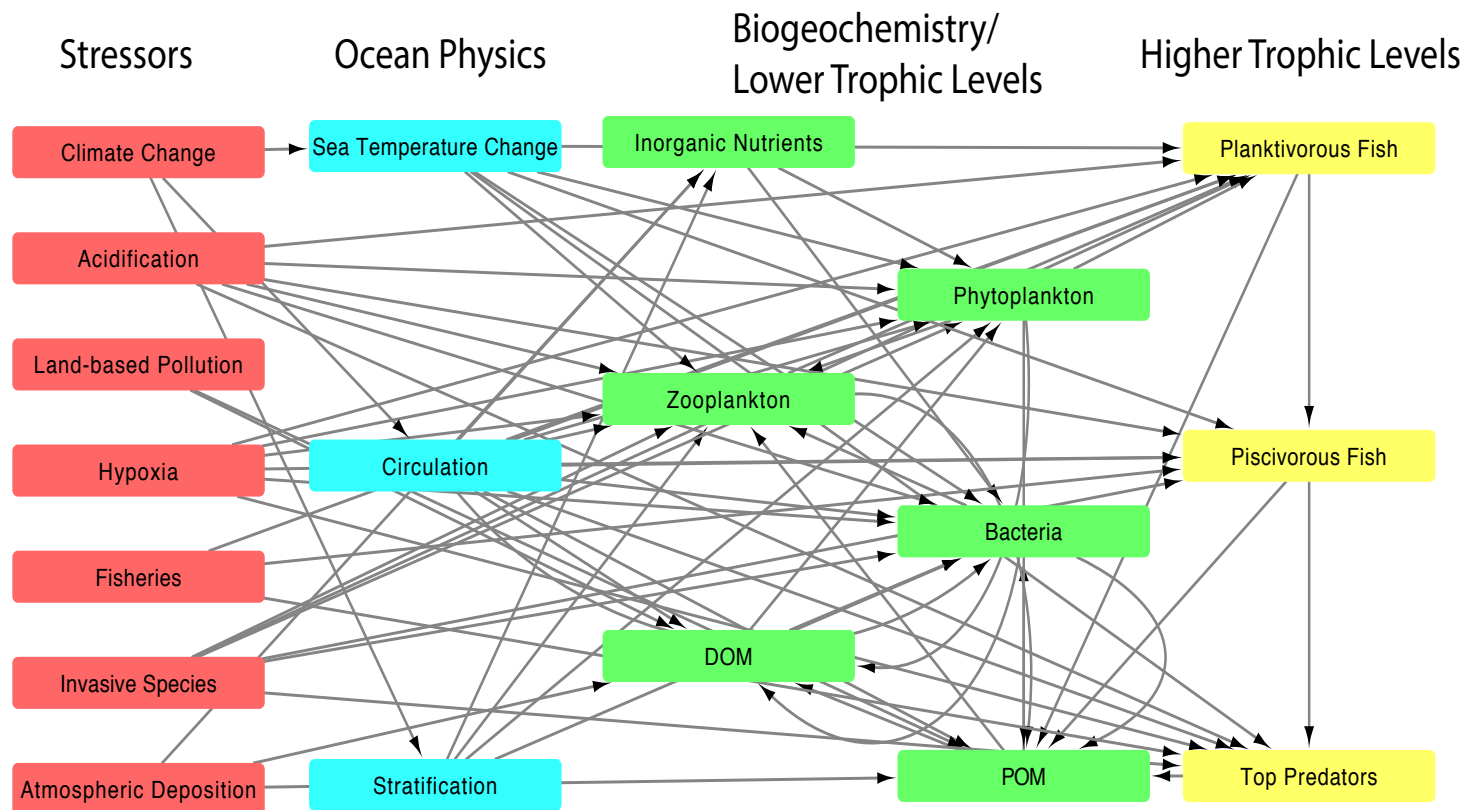 Stressors
Ocean Physics
Biogeochemistry/
Lower Trophic Levels
Higher Trophic Levels
Climate Change
Acidification
Land-based Pollution
Hypoxia
Fisheries
Invasive Species
Atmospheric Deposition
Sea Temperature Change
Circulation
Stratification
Inorganic Nutrients
Phytoplankton
Zooplankton
Bacteria
DOM
POM
Planktivorous Fish
Piscivorous Fish
Top Predators